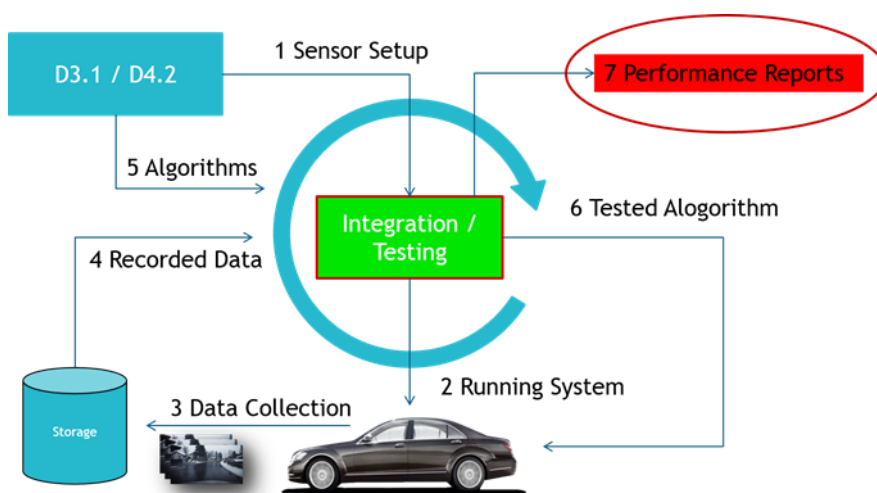 1 Sensor Setup
D3.1 / D4.2
7 Performance Reports
5 Algorithms
6 Tested Alogorithm
Integration /
Testing
4 Recorded Data
2 Running System
3 Data Collection
Storage